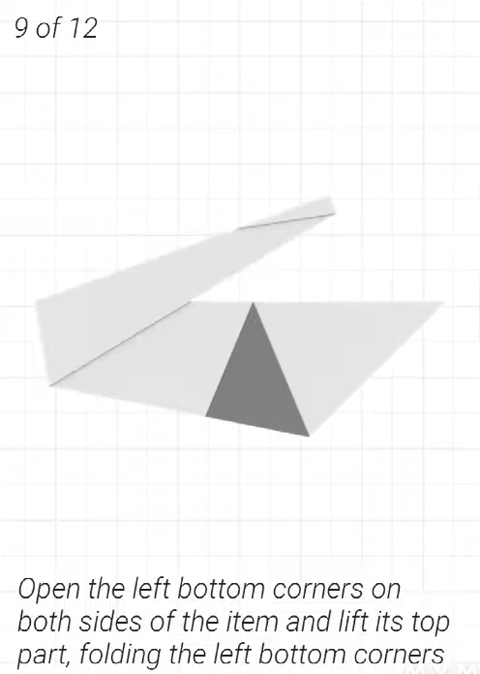 9 of 12
Open the left bottom corners on
both sides of the item and lift its top
part, folding the left bottom corners